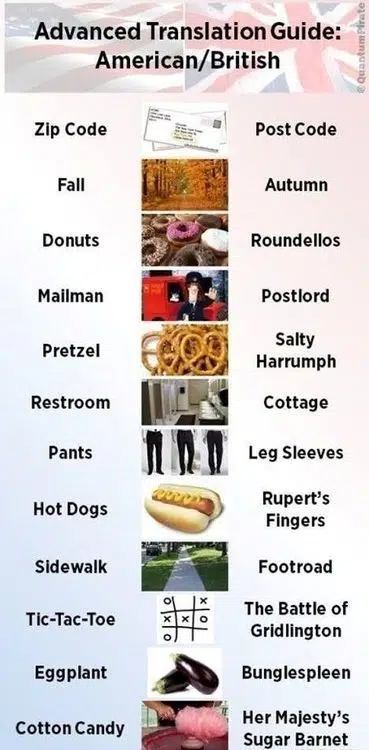 Advanced Translation Guide:
American/British
@QuantumPirate
Zip Code
Post Code
Fall
Autumn
Donuts
Roundellos
Mailman
Postlord
Pretzel
Salty
Harrumph
Restroom
Cottage
Pants
Leg Sleeves
Hot Dogs
Rupert's
Fingers
Sidewalk
Footroad
Tic-Tac-Toe
The Battle of
Gridlington
Eggplant
Bunglespleen
Cotton Candy
Her Majesty's
Sugar Barnet